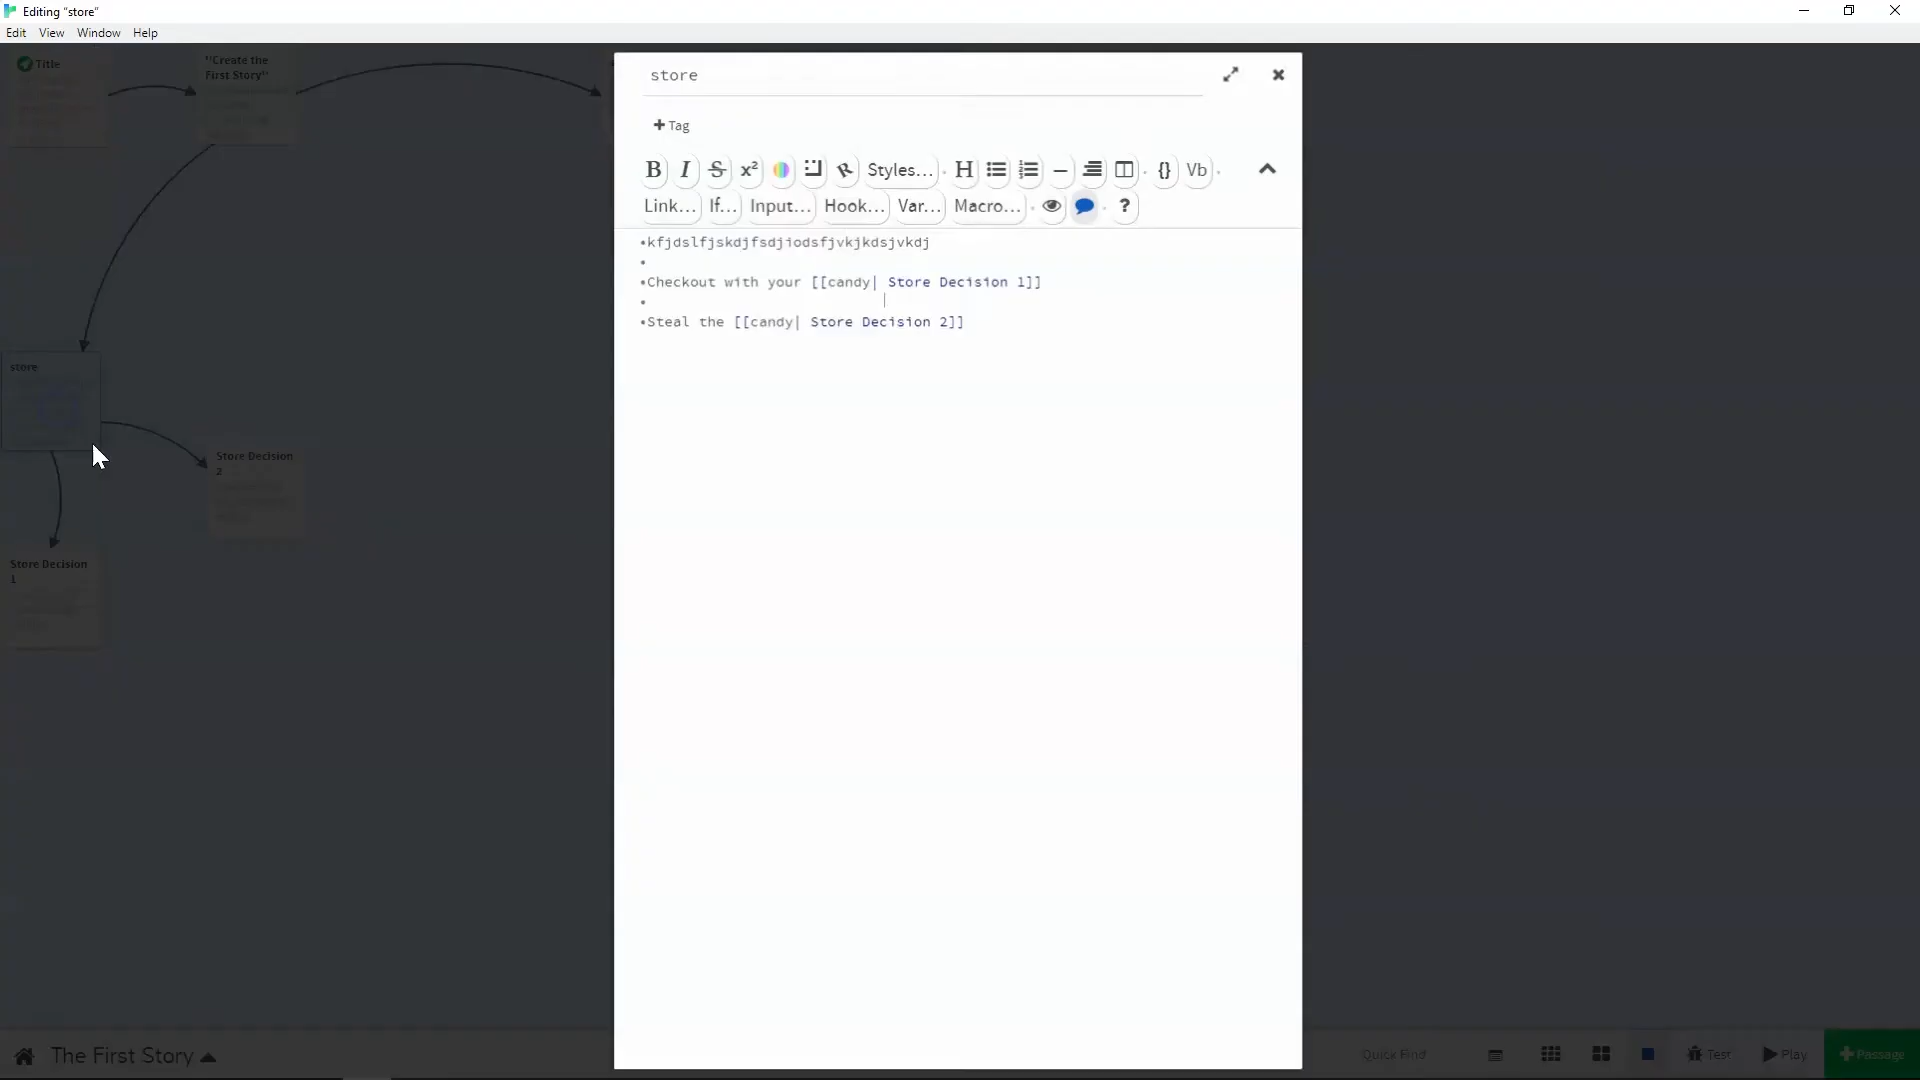 Editing "store"
Edit View Window Help
Title
''Create the
First Story''
store
+ Tag
B I S x² Styles... H {} Vb
Link... If... Input... Hook... Var... Macro... ?
•kfjdslfjskdjfsdjiodsfjvkjkdsjvkdj
•
•Checkout with your [[candy| Store Decision 1]]
•
•Steal the [[candy| Store Decision 2]]
store
Store Decision
2
Store Decision
1
The First Story
Quick Find
Test
Play
+Passage